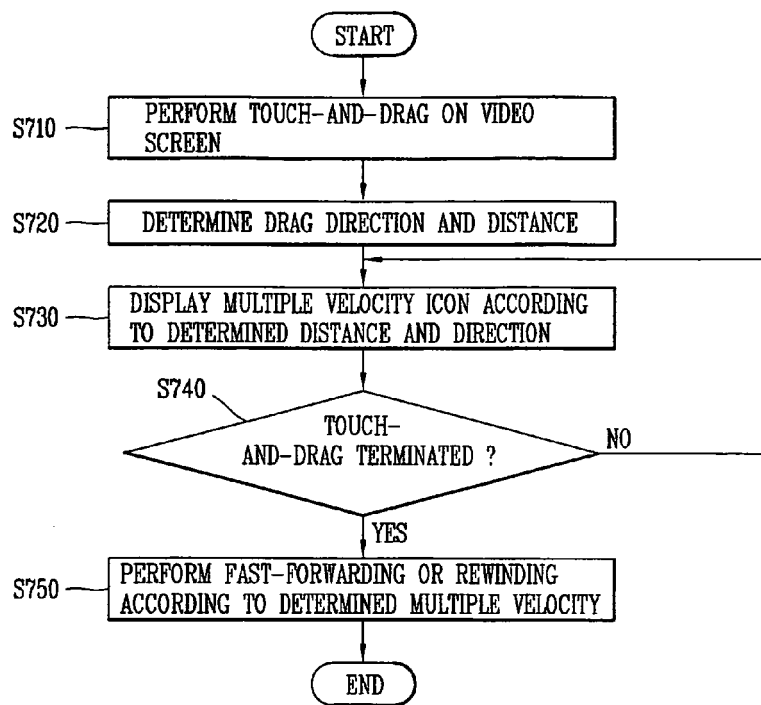 START
S710
PERFORM TOUCH-AND-DRAG ON VIDEO
SCREEN
S720
DETERMINE DRAG DIRECTION AND DISTANCE
S730
DISPLAY MULTIPLE VELOCITY ICON ACCORDING
TO DETERMINED DISTANCE AND DIRECTION
S740
TOUCH-
AND-DRAG TERMINATED ?
NO
YES
S750
PERFORM FAST-FORWARDING OR REWINDING
ACCORDING TO DETERMINED MULTIPLE VELOCITY
END